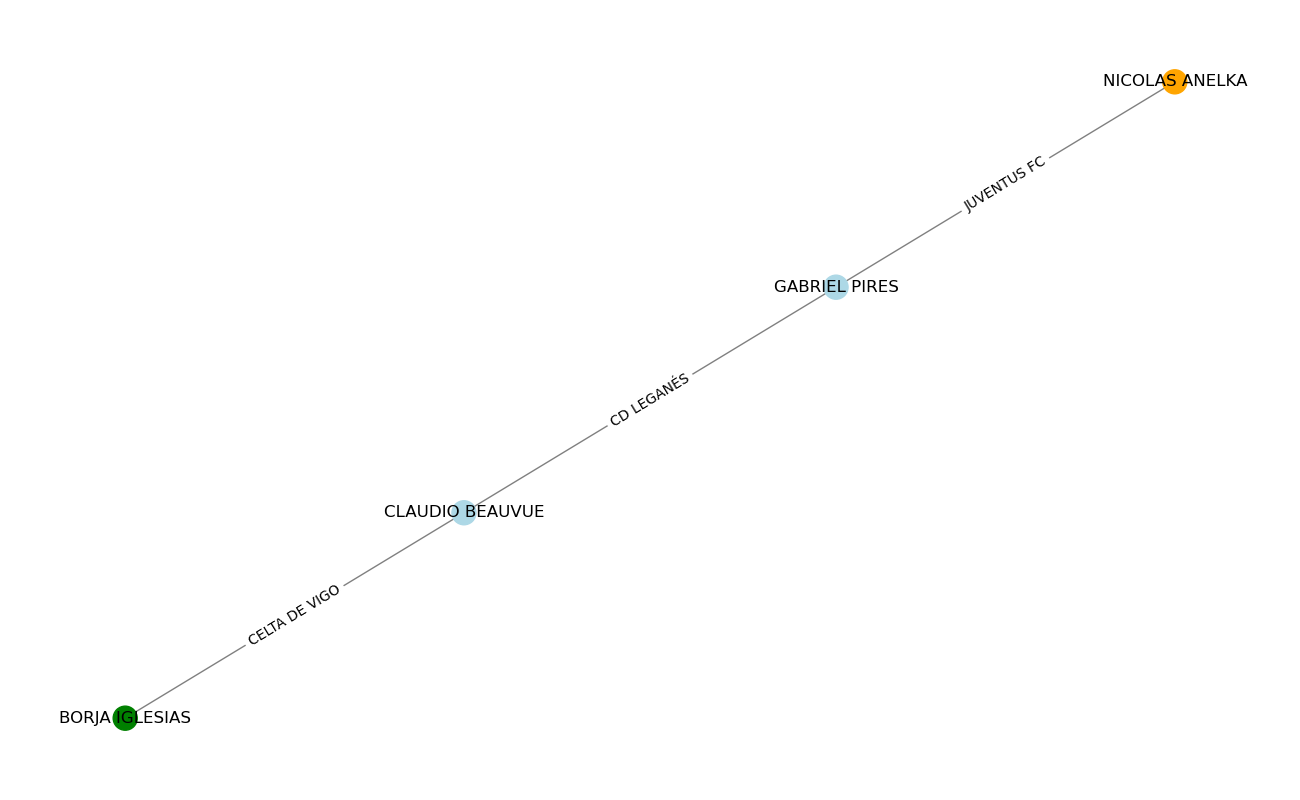 NICOLAS ANELKA
JUVENTUS FC
GABRIEL PIRES
CD LEGANÉS
CLAUDIO BEAUVUE
CELTA DE VIGO
BORJA IGLESIAS